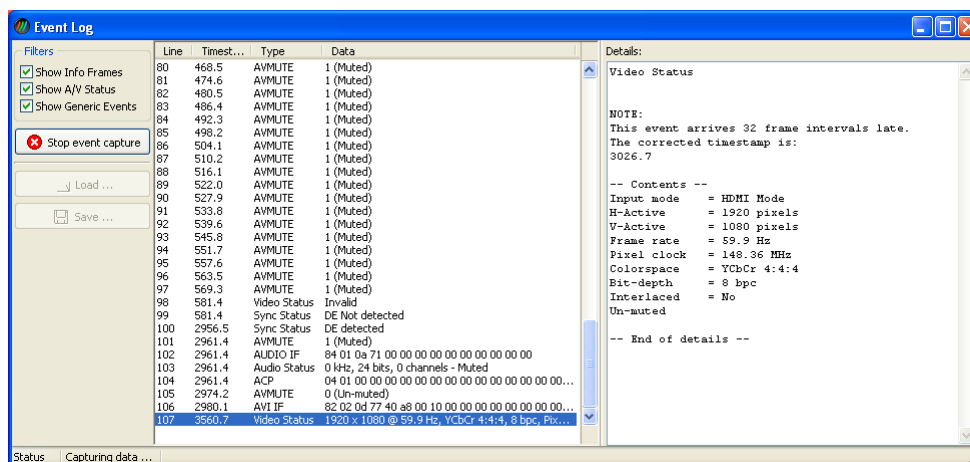 Event Log
Filters
Show Info Frames
Show A/V Status
Show Generic Events
Stop event capture
Load ...
Save ...
Line Timest... Type Data
80 468.5 AVMUTE 1 (Muted)
81 474.6 AVMUTE 1 (Muted)
82 480.5 AVMUTE 1 (Muted)
83 486.4 AVMUTE 1 (Muted)
84 492.3 AVMUTE 1 (Muted)
85 498.2 AVMUTE 1 (Muted)
86 504.1 AVMUTE 1 (Muted)
87 510.2 AVMUTE 1 (Muted)
88 516.1 AVMUTE 1 (Muted)
89 522.0 AVMUTE 1 (Muted)
90 527.9 AVMUTE 1 (Muted)
91 533.8 AVMUTE 1 (Muted)
92 539.6 AVMUTE 1 (Muted)
93 545.8 AVMUTE 1 (Muted)
94 551.7 AVMUTE 1 (Muted)
95 557.6 AVMUTE 1 (Muted)
96 563.5 AVMUTE 1 (Muted)
97 569.3 AVMUTE 1 (Muted)
98 581.4 Video Status Invalid
99 581.4 Sync Status DE Not detected
100 2956.5 Sync Status DE detected
101 2961.4 AVMUTE 1 (Muted)
102 2961.4 AUDIO IF 84 01 0a 71 00 00 00 00 00 00 00 00 00 00
103 2961.4 Audio Status 0 kHz, 24 bits, 0 channels - Muted
104 2961.4 ACP 04 01 00 00 00 00 00 00 00 00 00 00 00 00 00 00...
105 2974.2 AVMUTE 0 (Un-muted)
106 2980.1 AVI IF 82 02 0d 77 40 a8 00 10 00 00 00 00 00 00 00 00...
107 3560.7 Video Status 1920 x 1080 @ 59.9 Hz, YCbCr 4:4:4, 8 bpc, Pix...
Details:
Video Status
NOTE:
This event arrives 32 frame intervals late.
The corrected timestamp is:
3026.7
-- Contents --
Input mode = HDMI Mode
H-Active = 1920 pixels
V-Active = 1080 pixels
Frame rate = 59.9 Hz
Pixel clock = 148.36 MHz
Colorspace = YCbCr 4:4:4
Bit-depth = 8 bpc
Interlaced = No
Un-muted
-- End of details --
Status Capturing data ...